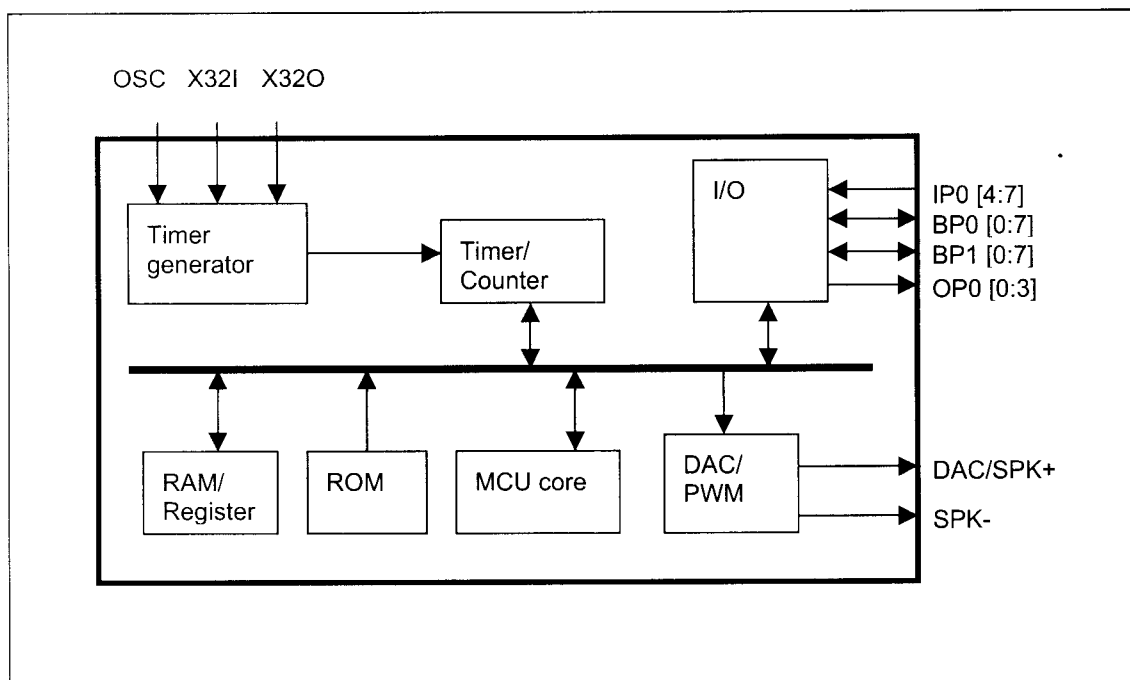 OSC X32I X32O
Timer
generator
Timer/
Counter
I/O
IP0 [4:7]
BP0 [0:7]
BP1 [0:7]
OP0 [0:3]
RAM/
Register
ROM
MCU core
DAC/
PWM
DAC/SPK+
SPK-